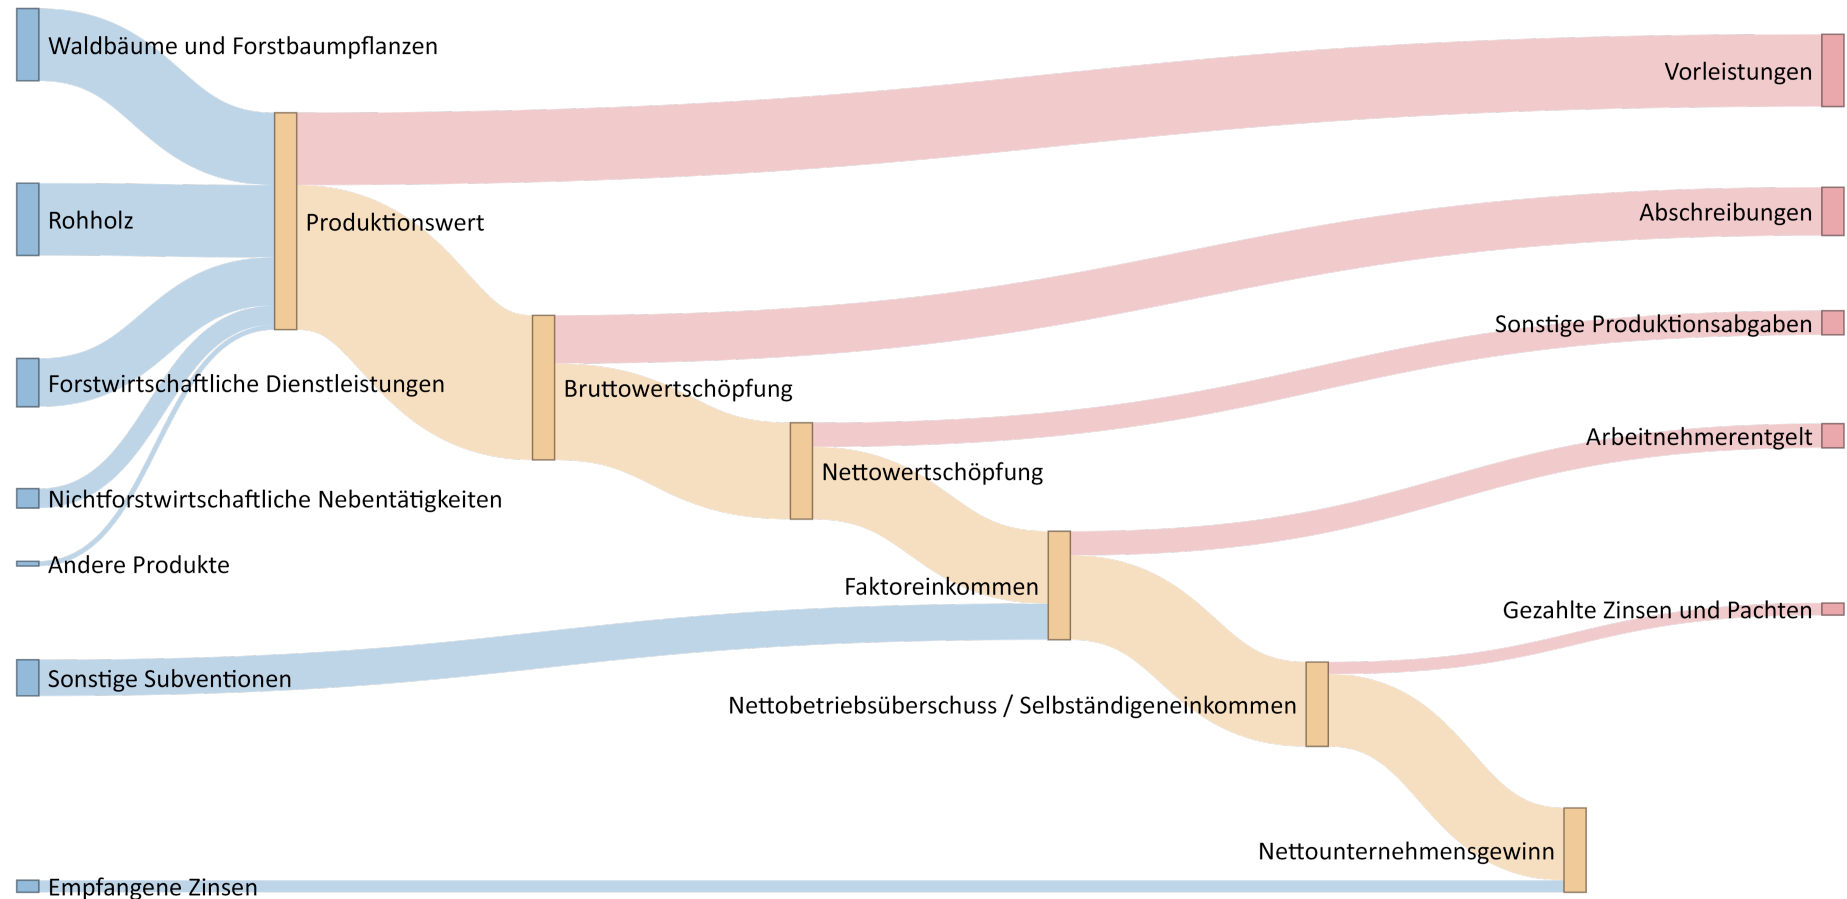 Waldbäume und Forstbaumpflanzen
Vorleistungen
Rohholz
Produktionswert
Abschreibungen
Sonstige Produktionsabgaben
Forstwirtschaftliche Dienstleistungen
Bruttowertschöpfung
Arbeitnehmerentgelt
Nettowertschöpfung
Nichtforstwirtschaftliche Nebentätigkeiten
Andere Produkte
Faktoreinkommen
Gezahlte Zinsen und Pachten
Sonstige Subventionen
Nettobetriebsüberschuss / Selbständigeneinkommen
Nettounternehmensgewinn
Empfangene Zinsen